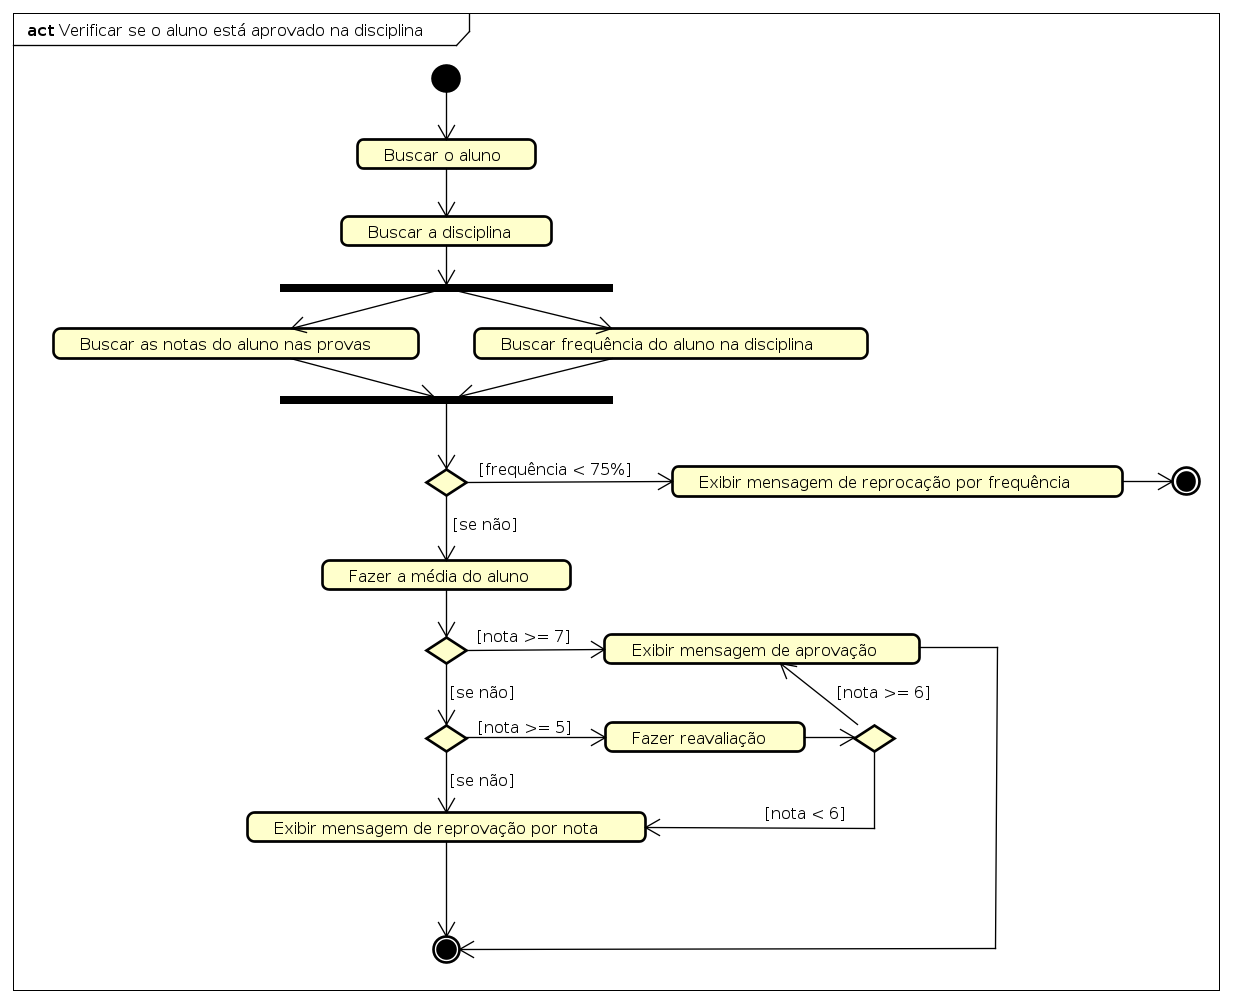 act Verificar se o aluno está aprovado na disciplina
Buscar o aluno
Buscar a disciplina
Buscar as notas do aluno nas provas
Buscar frequência do aluno na disciplina
[frequência < 75%]
Exibir mensagem de reprocação por frequência
[se não]
Fazer a média do aluno
[nota >= 7]
Exibir mensagem de aprovação
[se não]
[nota >= 6]
[nota >= 5]
Fazer reavaliação
[se não]
[nota < 6]
Exibir mensagem de reprovação por nota